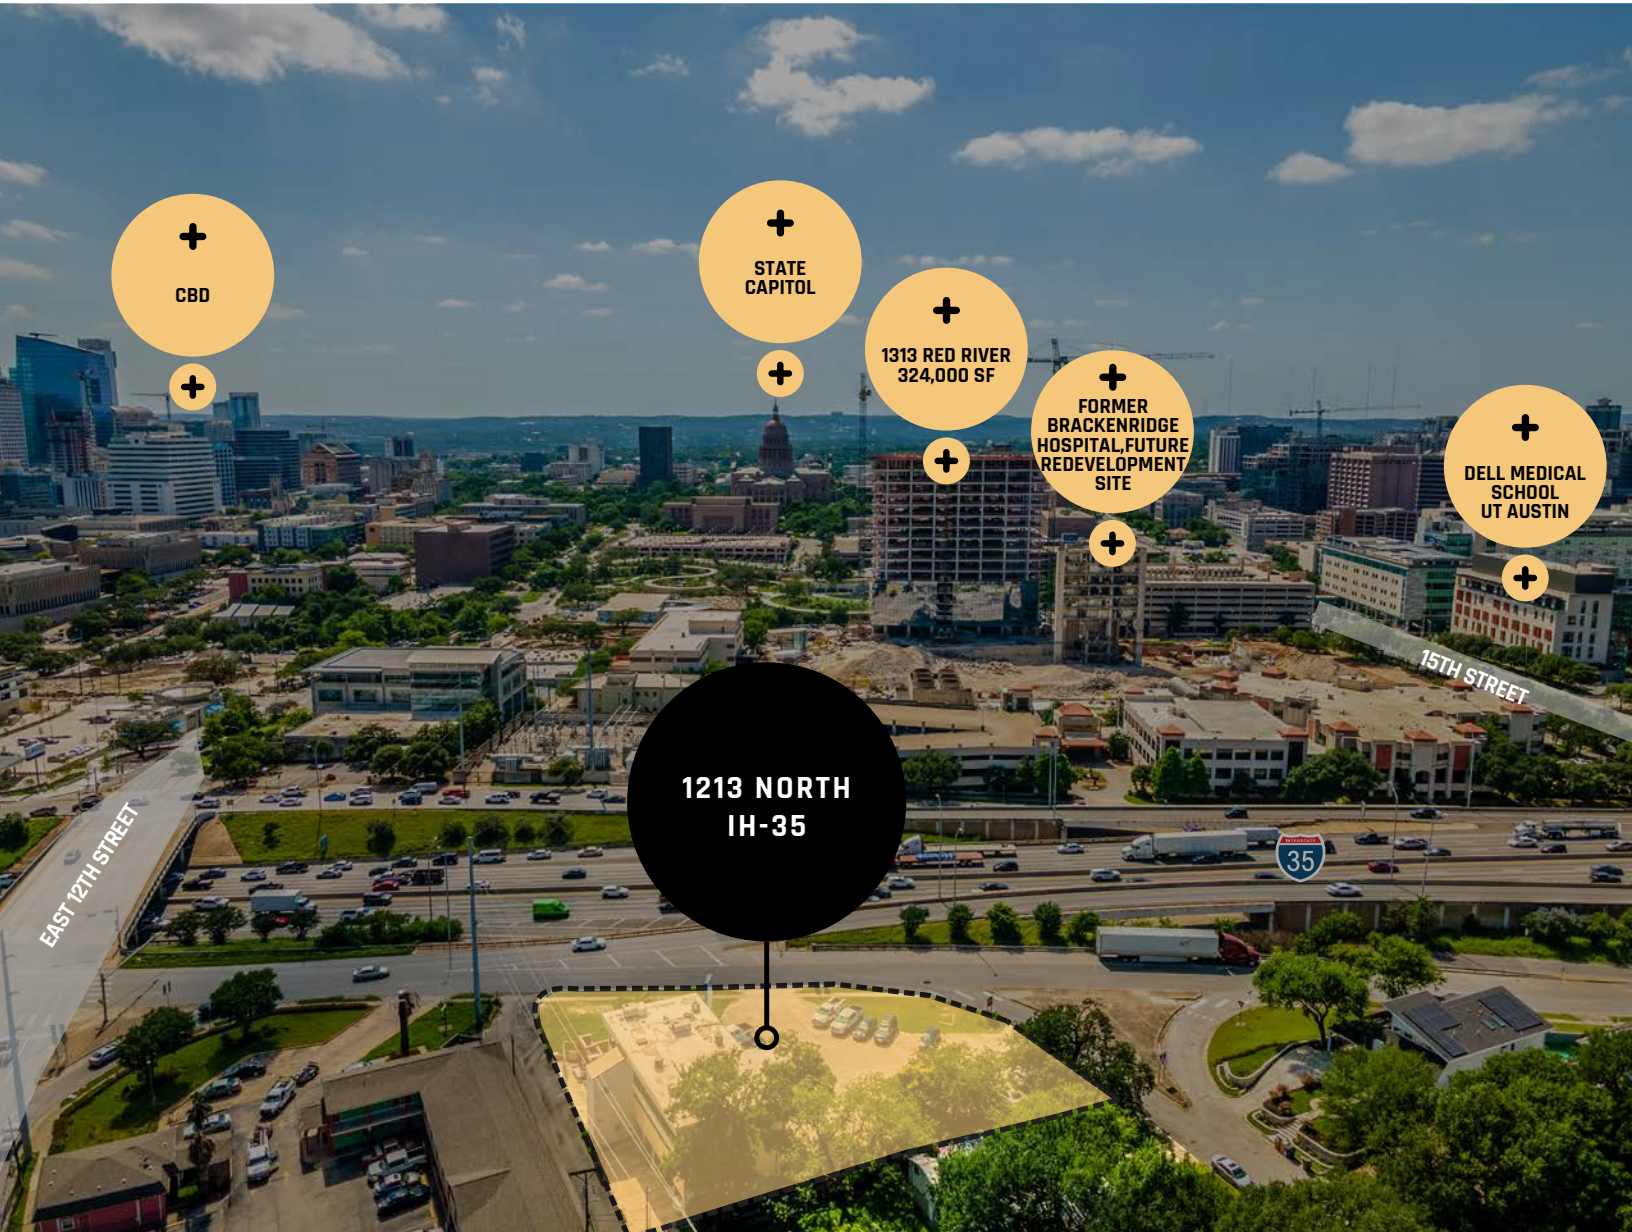 CBD
STATE
CAPITOL
1313 RED RIVER
324,000 SF
FORMER
BRACKENRIDGE
HOSPITAL,FUTURE
REDEVELOPMENT
SITE
DELL MEDICAL
SCHOOL
UT AUSTIN
15TH STREET
1213 NORTH
IH-35
EAST 12TH STREET
INTERSTATE
35